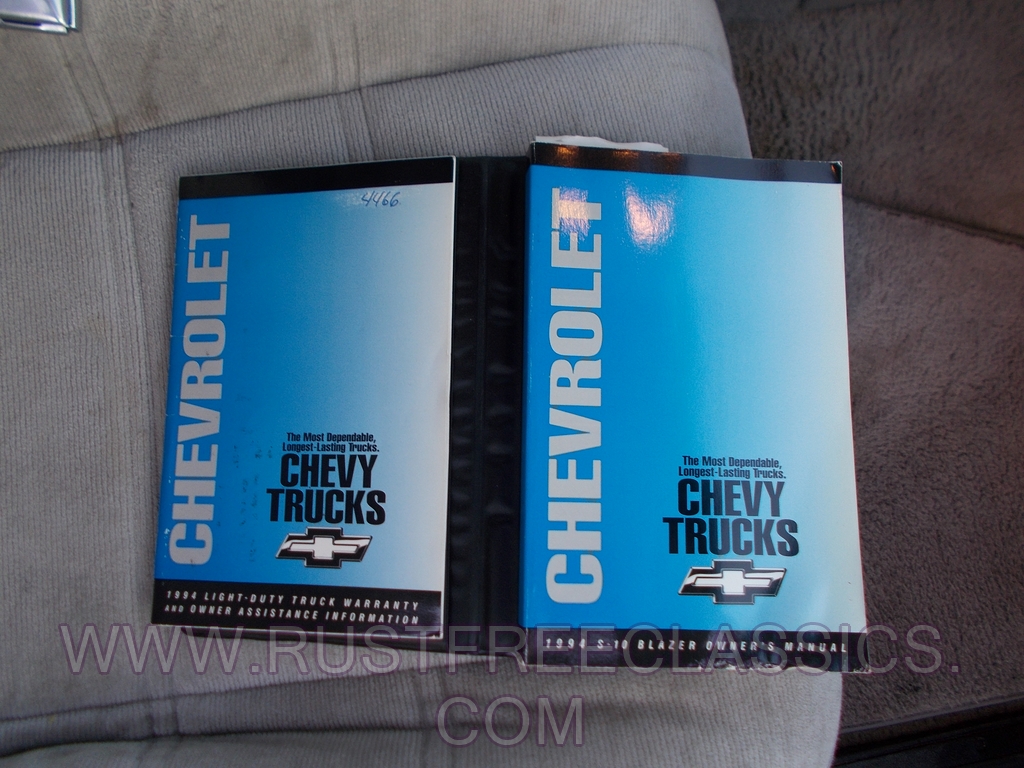 4466
CHEVROLET
The Most Dependable,
Longest-Lasting Trucks.
CHEVY
TRUCKS
1994 LIGHT-DUTY TRUCK WARRANTY
AND OWNER ASSISTANCE INFORMATION
CHEVROLET
The Most Dependable,
Longest-Lasting Trucks.
CHEVY
TRUCKS
1994 S-10 BLAZER OWNER'S MANUAL
WWW.RUSTFREECLASSICS.
COM